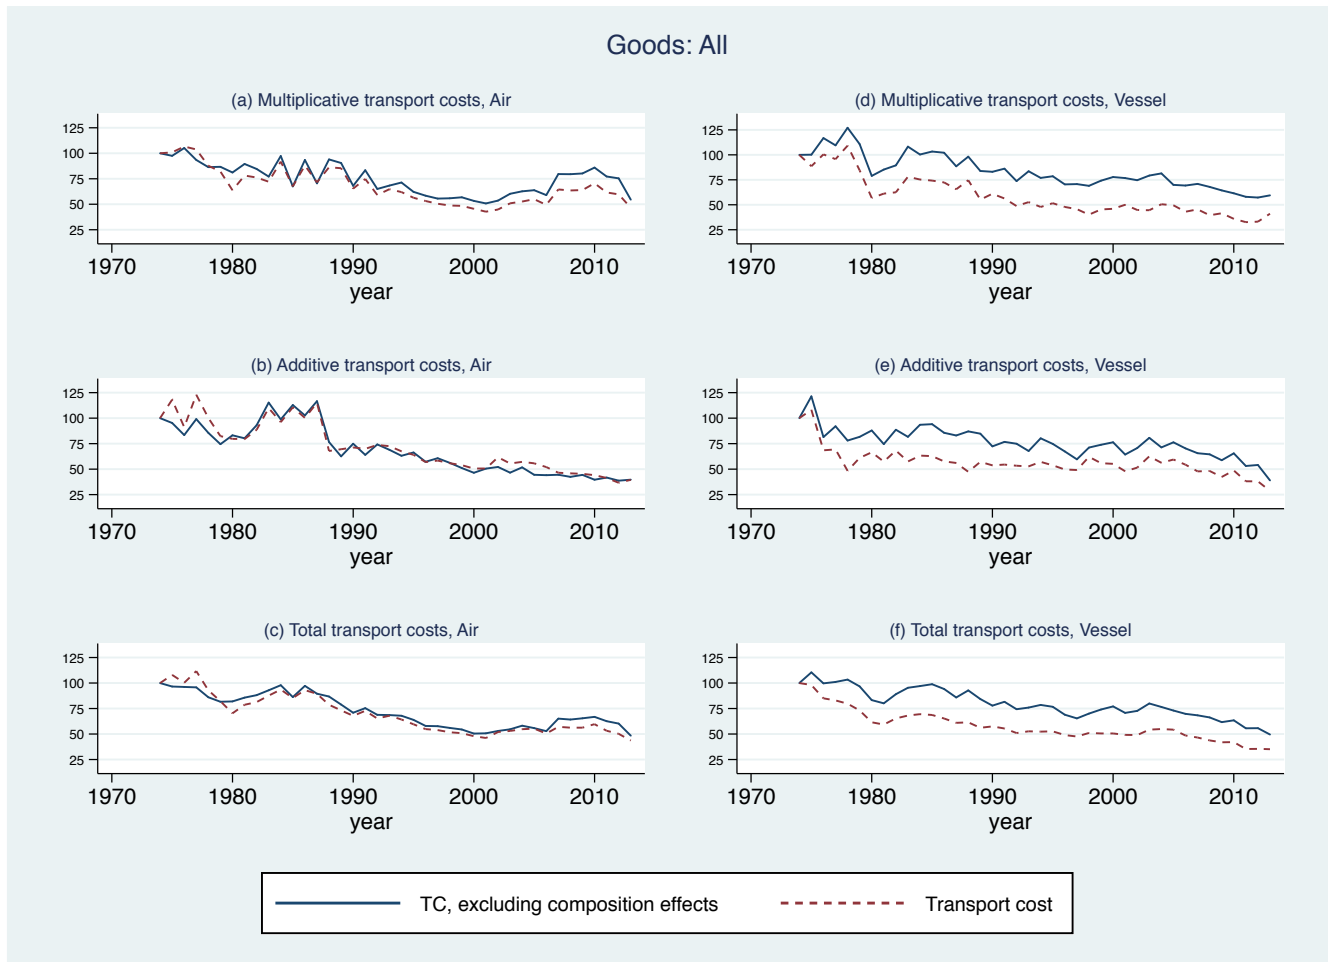 Goods: All
(a) Multiplicative transport costs, Air
125
100
75
50
25
1970 1980 1990 2000 2010
year
(d) Multiplicative transport costs, Vessel
125
100
75
50
25
1970 1980 1990 2000 2010
year
(b) Additive transport costs, Air
125
100
75
50
25
1970 1980 1990 2000 2010
year
(e) Additive transport costs, Vessel
125
100
75
50
25
1970 1980 1990 2000 2010
year
(c) Total transport costs, Air
125
100
75
50
25
1970 1980 1990 2000 2010
year
(f) Total transport costs, Vessel
125
100
75
50
25
1970 1980 1990 2000 2010
year
TC, excluding composition effects Transport cost